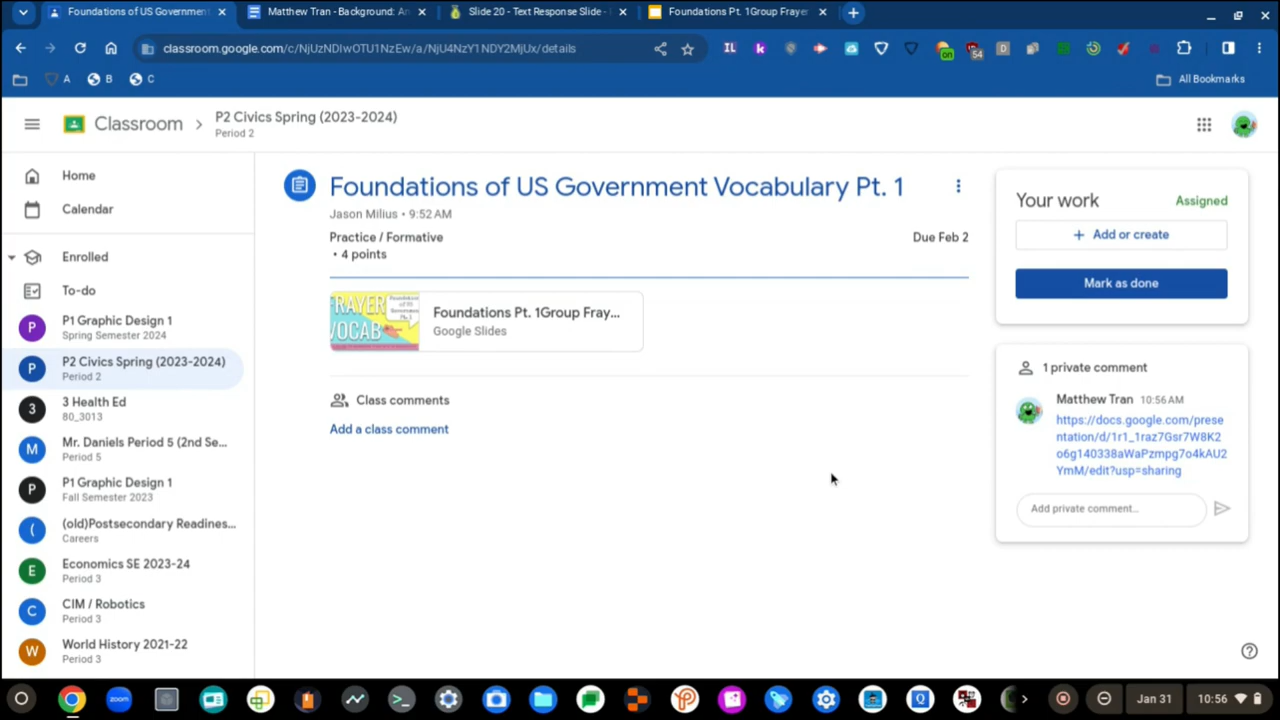 Foundations of US Governmen
Matthew Tran - Background: An
Slide 20 - Text Response Slide -
Foundations Pt. 1Group Frayer
classroom.google.com/c/NjUzNDIwOTU1NzEw/a/NjU4NzY1NDY2MjUx/details
A
B
C
All Bookmarks
Classroom
P2 Civics Spring (2023-2024)
Period 2
Home
Calendar
Enrolled
To-do
P
P1 Graphic Design 1
Spring Semester 2024
P
P2 Civics Spring (2023-2024)
Period 2
3
3 Health Ed
80_3013
M
Mr. Daniels Period 5 (2nd Se...
Period 5
P
P1 Graphic Design 1
Fall Semester 2023
(
(old)Postsecondary Readines...
Careers
E
Economics SE 2023-24
Period 3
C
CIM / Robotics
Period 3
W
World History 2021-22
Period 3
Foundations of US Government Vocabulary Pt. 1
Jason Milius • 9:52 AM
Practice / Formative
• 4 points
Due Feb 2
FRAYER
VOCAB
Foundations Pt. 1Group Fray...
Google Slides
Class comments
Add a class comment
Your work
Assigned
+ Add or create
Mark as done
1 private comment
Matthew Tran 10:56 AM
https://docs.google.com/prese
ntation/d/1r1_1raz7Gsr7W8K2
o6g140338aWaPzmpg7o4kAU2
YmM/edit?usp=sharing
Add private comment...
zoom
Jan 31
10:56